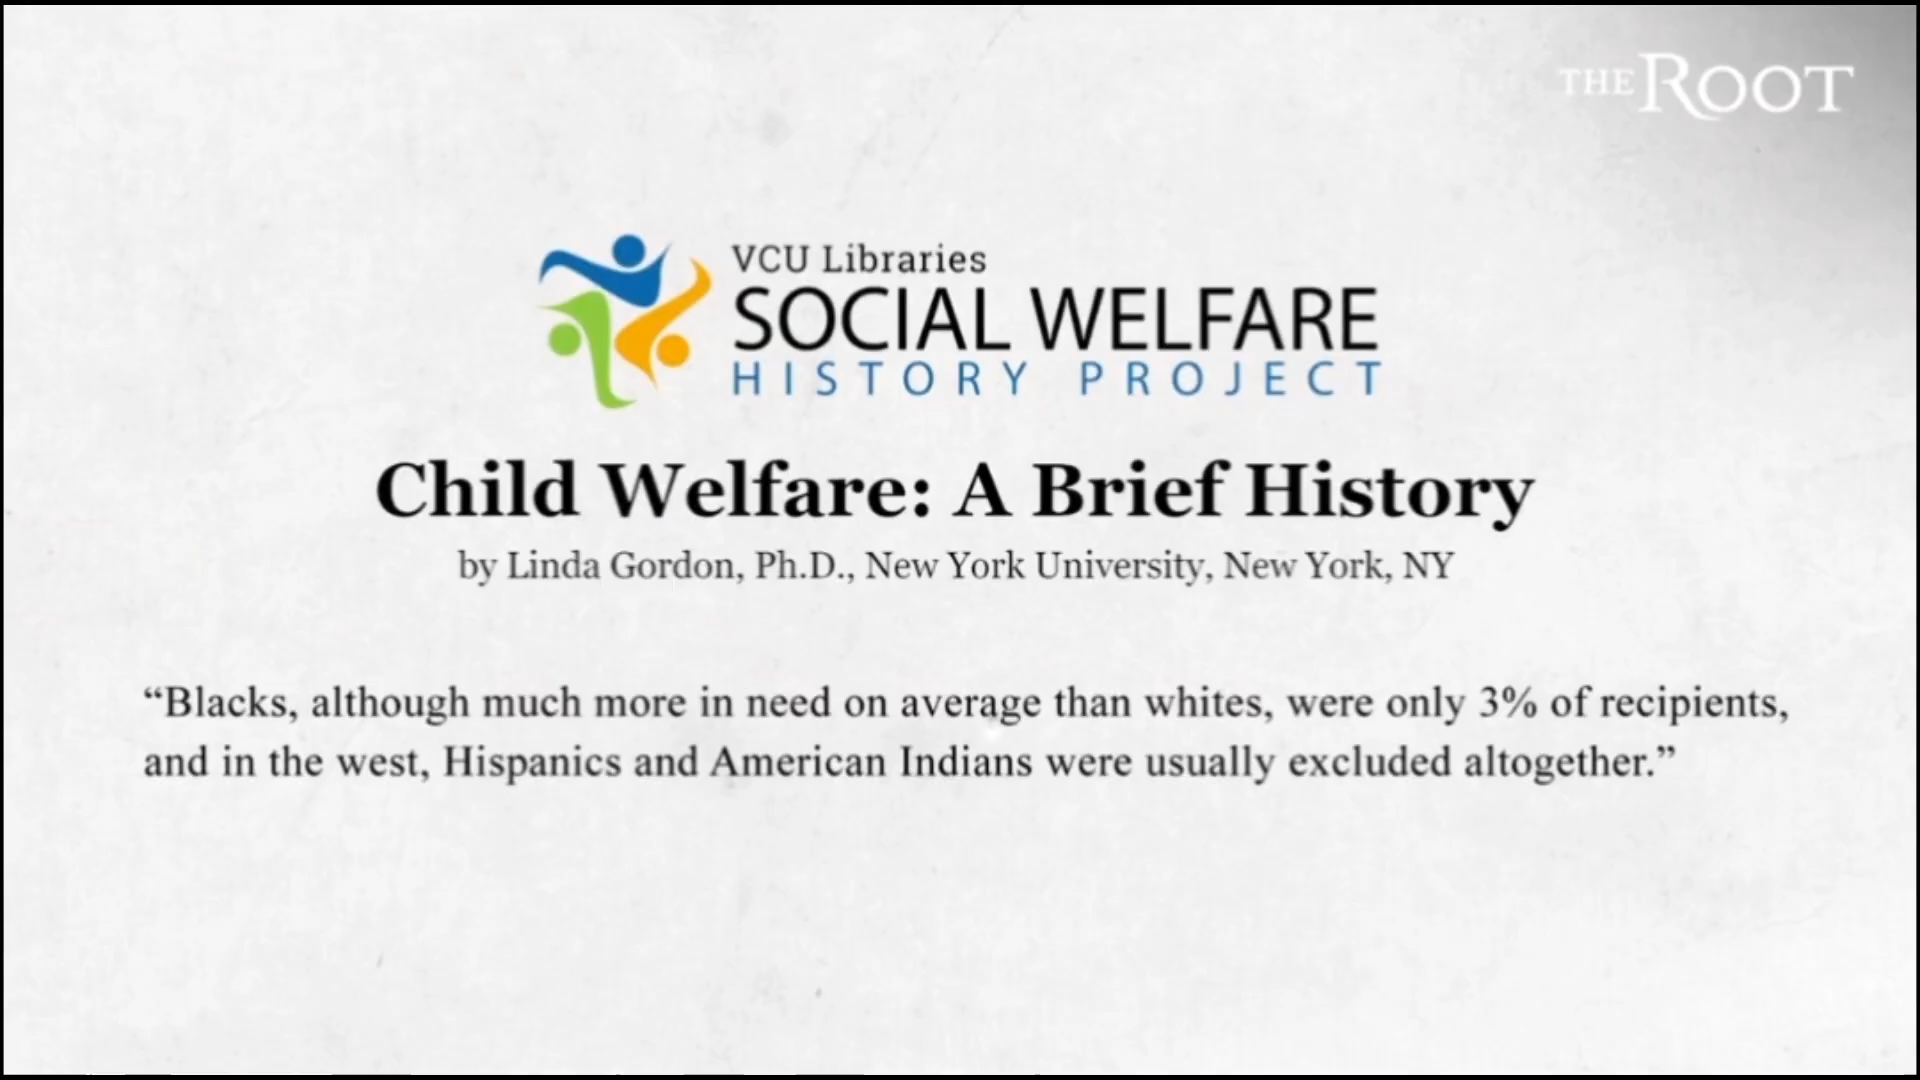 THE ROOT
VCU Libraries
SOCIAL WELFARE
HISTORY PROJECT
Child Welfare: A Brief History
by Linda Gordon, Ph.D., New York University, New York, NY
“Blacks, although much more in need on average than whites, were only 3% of recipients,
and in the west, Hispanics and American Indians were usually excluded altogether.”